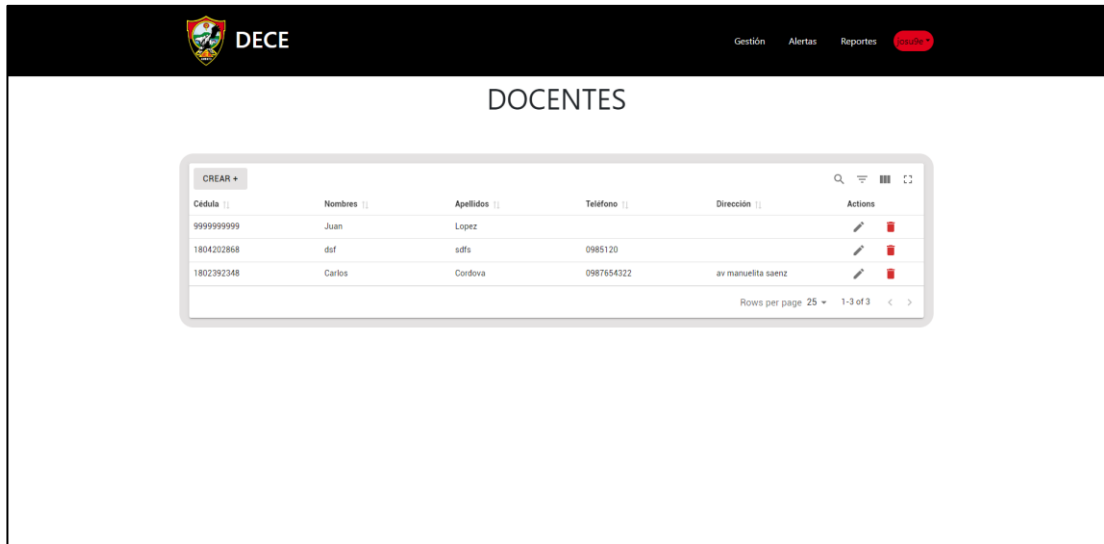 DECE
Gestión Alertas Reportes josu9e
DOCENTES
CREAR +
Cédula Nombres Apellidos Teléfono Dirección Actions
9999999999 Juan Lopez
1804202868 dsf sdfs 0985120
1802392348 Carlos Cordova 0987654322 av manuelita saenz
Rows per page 25 1-3 of 3